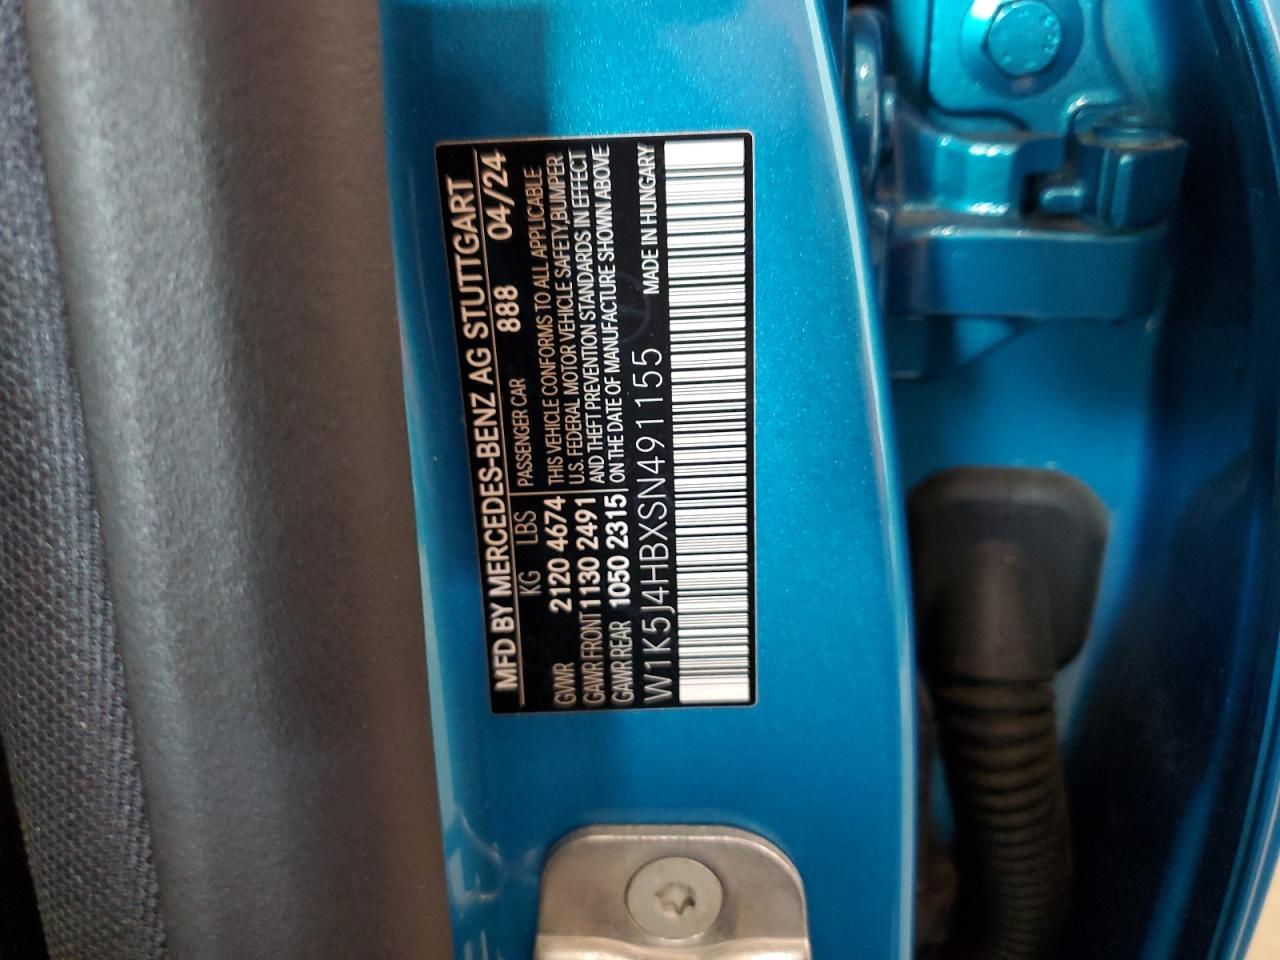 MFD BY MERCEDES-BENZ AG STUTTGART
KG LBS 888 04/24
GVWR 2120 4674
GAWR FRONT 1130 2491
GAWR REAR 1050 2315
PASSENGER CAR
THIS VEHICLE CONFORMS TO ALL APPLICABLE
U.S. FEDERAL MOTOR VEHICLE SAFETY,BUMPER
AND THEFT PREVENTION STANDARDS IN EFFECT
ON THE DATE OF MANUFACTURE SHOWN ABOVE
W1K5J4HBXSN491155 MADE IN HUNGARY